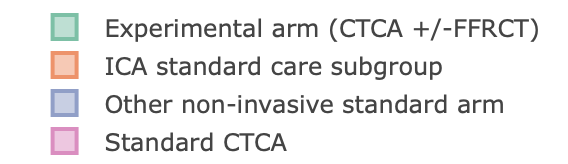 Experimental arm (CTCA +/-FFRCT)
ICA standard care subgroup
Other non-invasive standard arm
Standard CTCA